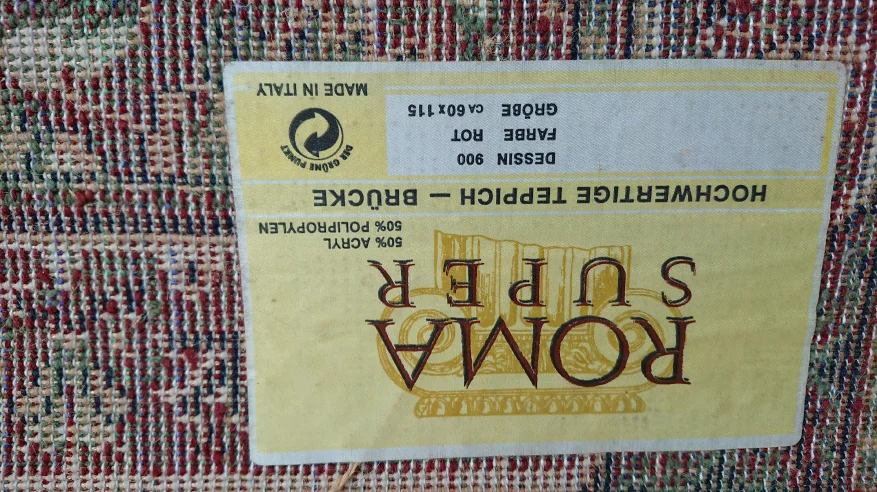 ROMA
SUPER
50% ACRYL
50% POLIPROPYLEN
HOCHWERTIGE TEPPICH — BRÜCKE
DESSIN 900
FARBE ROT
GRÖBE CA 60 x 115
DER GRÜNE PUNKT
MADE IN ITALY